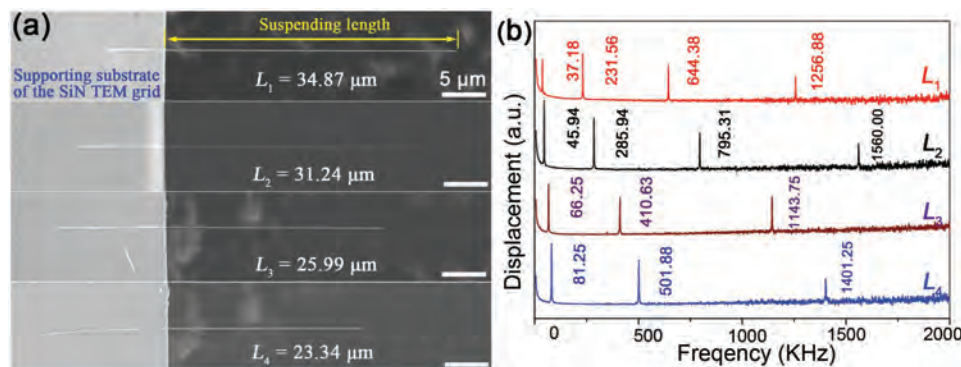 (a)
Suspending length
Supporting substrate
of the SiN TEM grid
L₁ = 34.87 μm
5 μm
L₂ = 31.24 μm
L₃ = 25.99 μm
L₄ = 23.34 μm
(b)
Displacement (a.u.)
37.18
231.56
644.38
1256.88
L₁
45.94
285.94
795.31
1560.00
L₂
66.25
410.63
1143.75
L₃
81.25
501.88
1401.25
L₄
0 500 1000 1500 2000
Freqency (KHz)